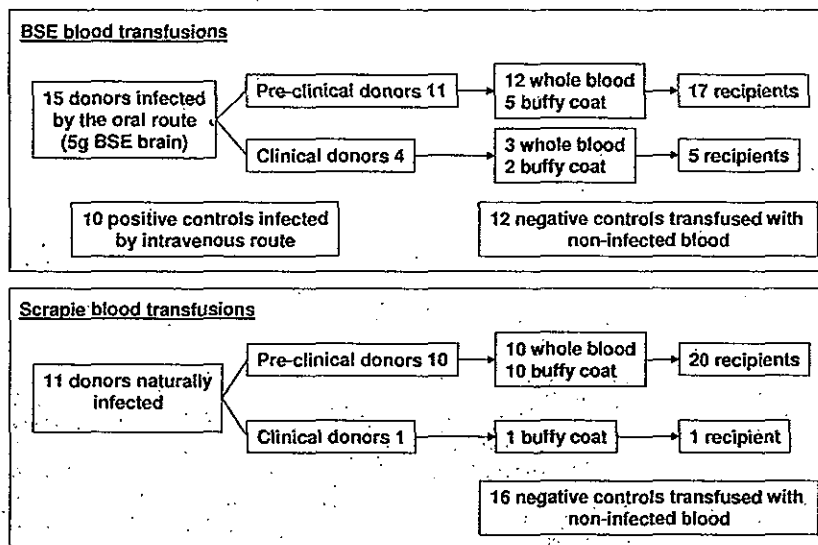 BSE blood transfusions
15 donors infected
by the oral route
(5g BSE brain)
Pre-clinical donors 11
12 whole blood
5 buffy coat
17 recipients
Clinical donors 4
3 whole blood
2 buffy coat
5 recipients
10 positive controls infected
by intravenous route
12 negative controls transfused with
non-infected blood
Scrapie blood transfusions
11 donors naturally
infected
Pre-clinical donors 10
10 whole blood
10 buffy coat
20 recipients
Clinical donors 1
1 buffy coat
1 recipient
16 negative controls transfused with
non-infected blood